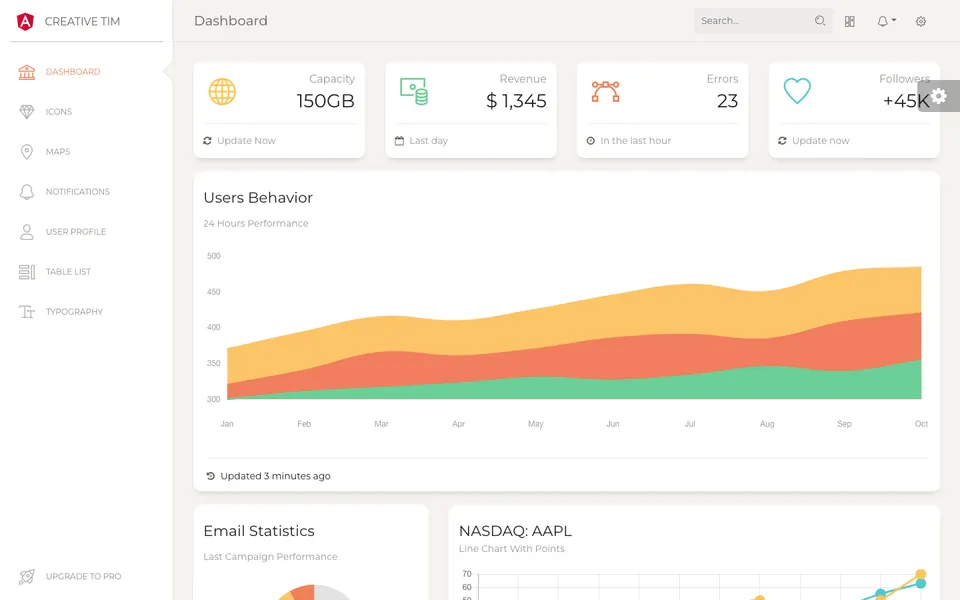 CREATIVE TIM
DASHBOARD
ICONS
MAPS
NOTIFICATIONS
USER PROFILE
TABLE LIST
TYPOGRAPHY
UPGRADE TO PRO
Dashboard
Search...
Capacity
150GB
Update Now
Revenue
$ 1,345
Last day
Errors
23
In the last hour
Followers
+45K
Update now
Users Behavior
24 Hours Performance
500
450
400
350
300
Jan Feb Mar Apr May Jun Jul Aug Sep Oct
Updated 3 minutes ago
Email Statistics
Last Campaign Performance
NASDAQ: AAPL
Line Chart With Points
70
60